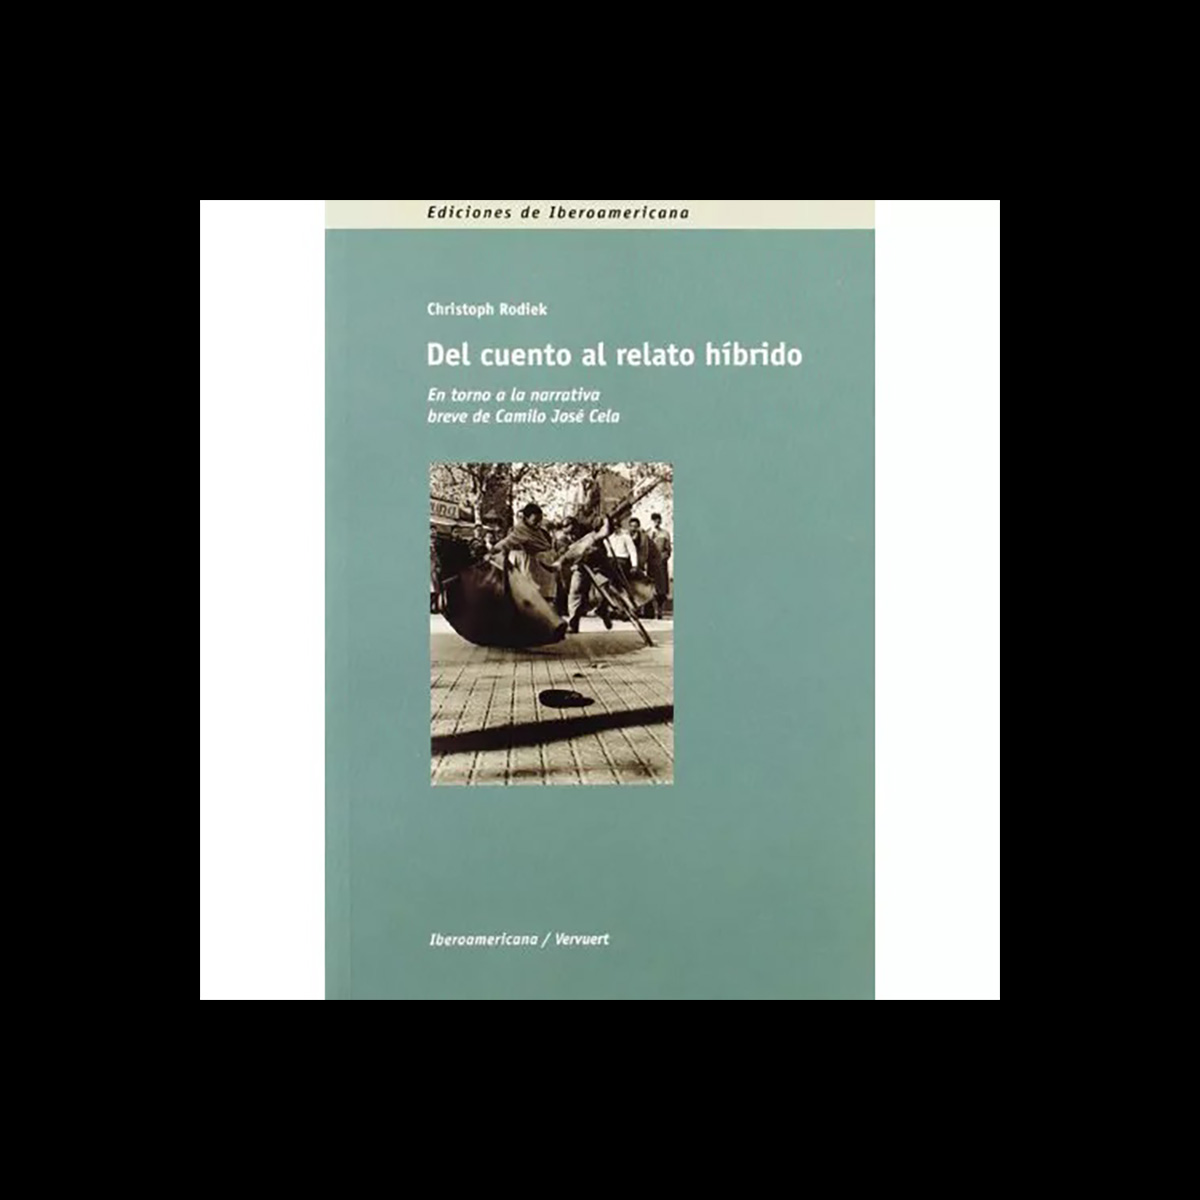 Ediciones de Iberoamericana
Christoph Rodiek
Del cuento al relato híbrido
En torno a la narrativa
breve de Camilo José Cela
Iberoamericana / Vervuert